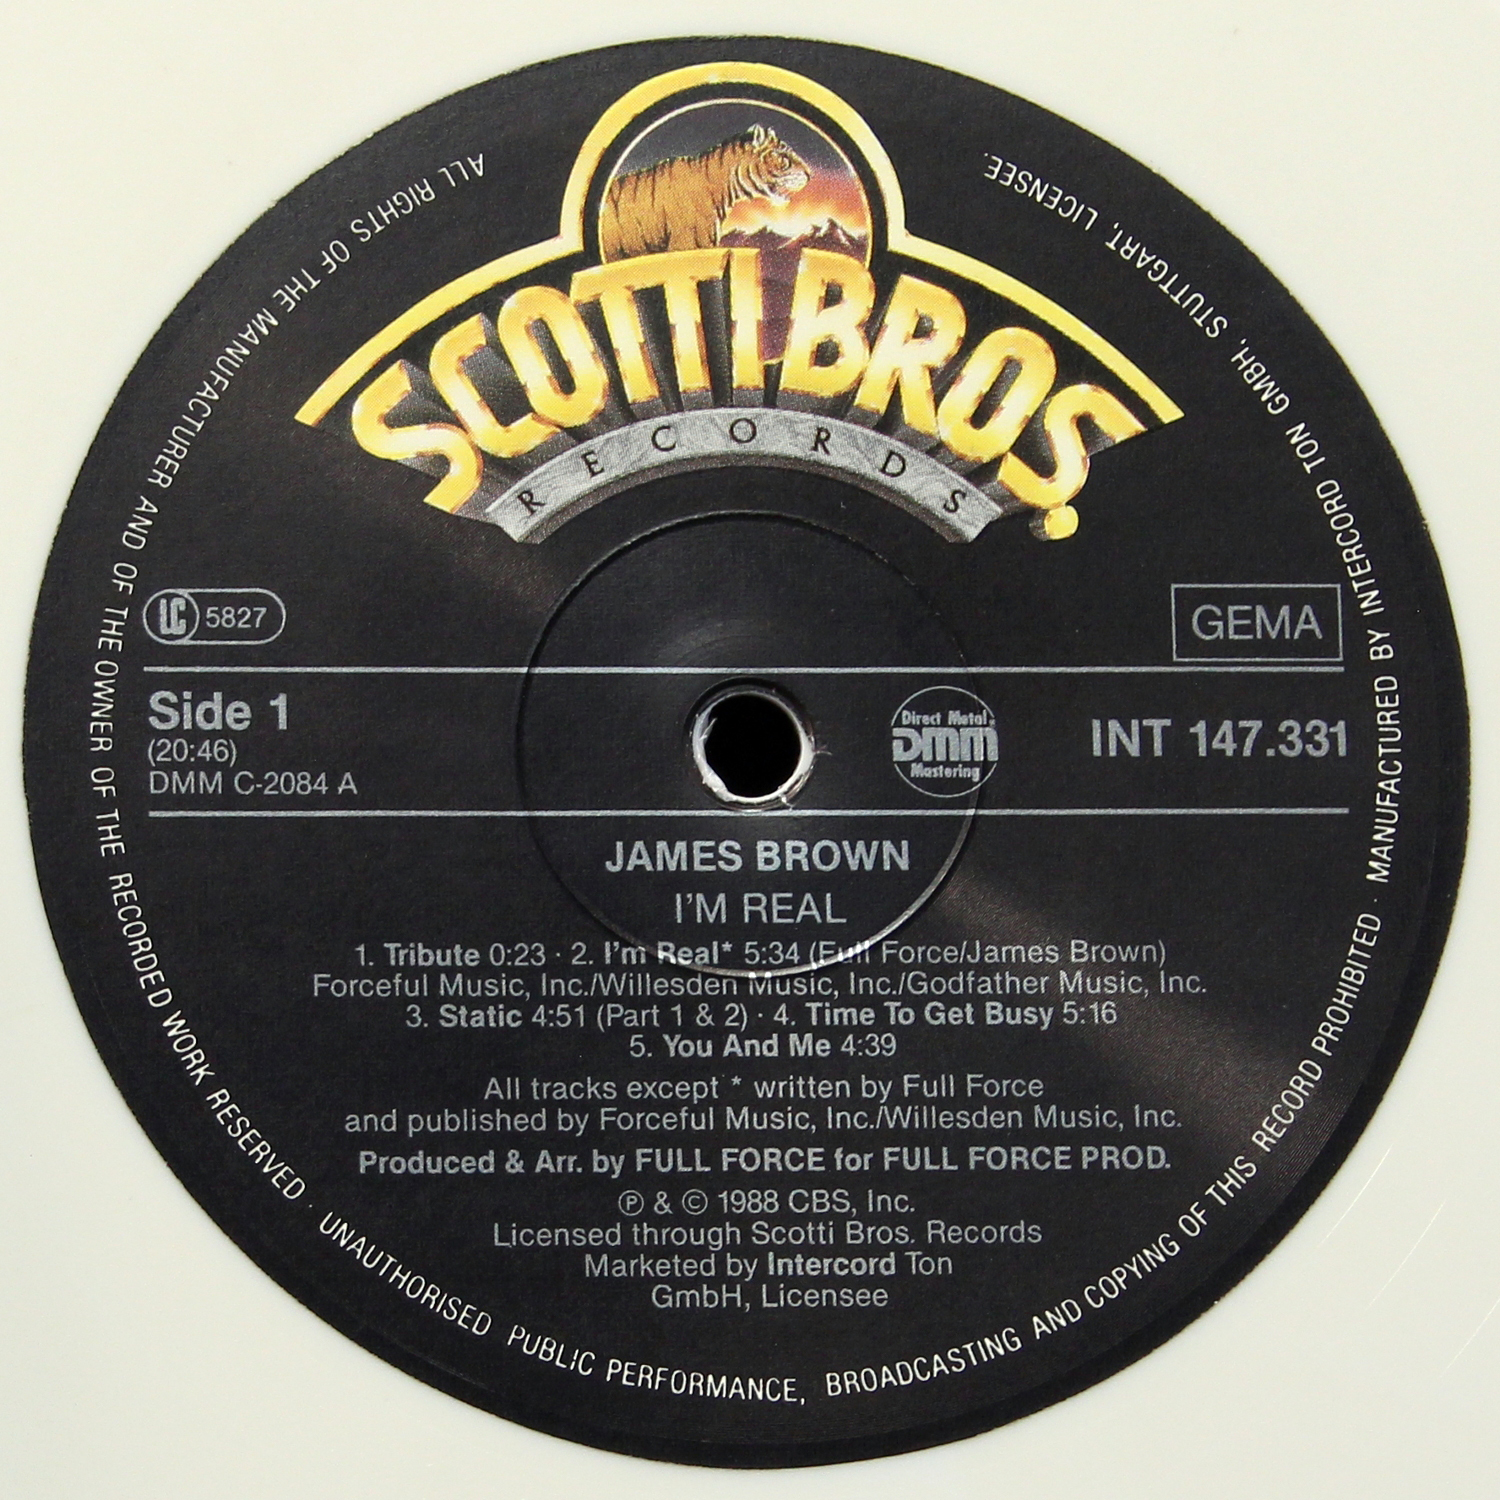 SCOTTI BROS.
RECORDS
LC 5827
GEMA
Side 1
(20:46)
DMM C-2084 A
Direct Metal
DMM
Mastering
INT 147.331
JAMES BROWN
I'M REAL
1. Tribute 0:23 · 2. I'm Real* 5:34 (Full Force/James Brown)
Forceful Music, Inc./Willesden Music, Inc./Godfather Music, Inc.
3. Static 4:51 (Part 1 & 2) · 4. Time To Get Busy 5:16
5. You And Me 4:39
All tracks except * written by Full Force
and published by Forceful Music, Inc./Willesden Music, Inc.
Produced & Arr. by FULL FORCE for FULL FORCE PROD.
℗ & © 1988 CBS, Inc.
Licensed through Scotti Bros. Records
Marketed by Intercord Ton
GmbH, Licensee
ALL RIGHTS OF THE MANUFACTURER AND OF THE OWNER OF THE RECORDED WORK RESERVED · UNAUTHORISED PUBLIC PERFORMANCE, BROADCASTING AND COPYING OF THIS RECORD PROHIBITED · MANUFACTURED BY INTERCORD TON GMBH, STUTTGART, LICENSEE.